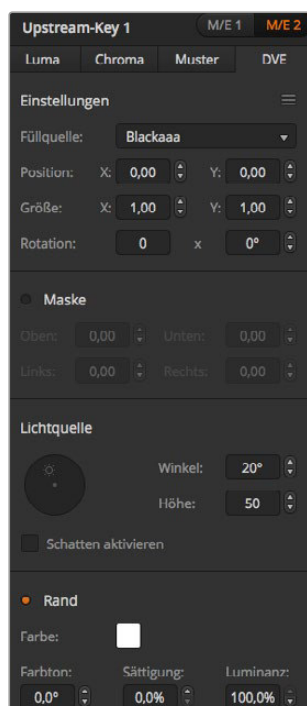 Upstream-Key 1 M/E 1 M/E 2
Luma Chroma Muster DVE
Einstellungen
Füllquelle: Blackaaa
Position: X: 0,00 Y: 0,00
Größe: X: 1,00 Y: 1,00
Rotation: 0 x 0°
Maske
Oben: 0,00 Unten: 0,00
Links: 0,00 Rechts: 0,00
Lichtquelle
Winkel: 20°
Höhe: 50
Schatten aktivieren
Rand
Farbe:
Farbton: Sättigung: Luminanz:
0,0° 0,0% 100,0%